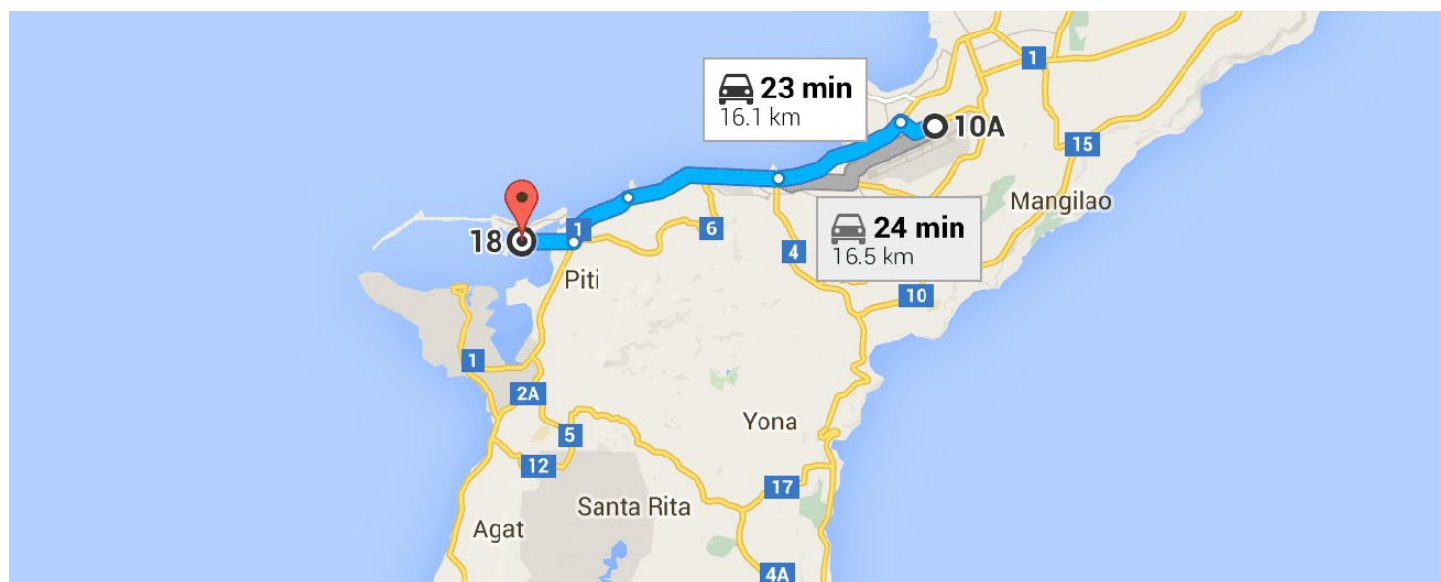 1
23 min
16.1 km
10A
15
Mangilao
6
24 min
16.5 km
1
18
4
Piti
10
1
2A
Yona
5
12
17
Santa Rita
Agat
4A